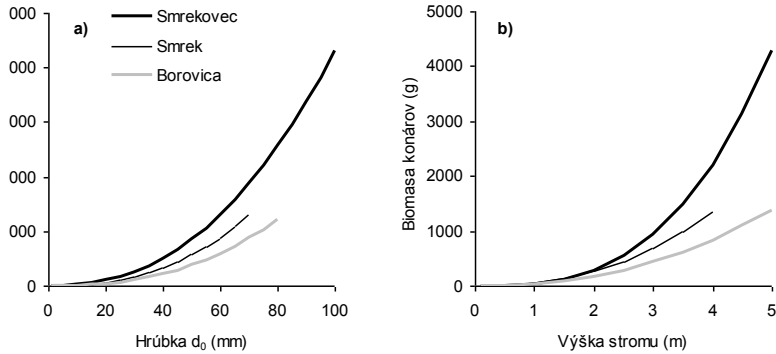 a)
Smrekovec
Smrek
Borovica
000
000
000
000
000
0
0 20 40 60 80 100
Hrúbka d₀ (mm)
b)
Biomasa konárov (g)
5000
4000
3000
2000
1000
0
0 1 2 3 4 5
Výška stromu (m)